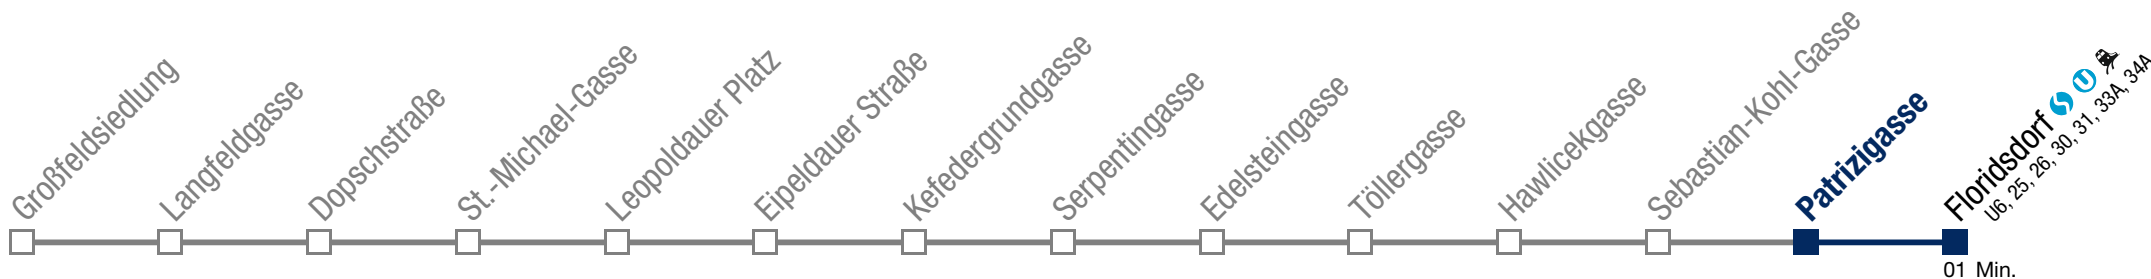 Großfeldsiedlung
Langfeldgasse
Dopschstraße
St.-Michael-Gasse
Leopoldauer Platz
Eipeldauer Straße
Kefedergrundgasse
Serpentingasse
Edelsteingasse
Töllergasse
Hawlicekgasse
Sebastian-Kohl-Gasse
Patrizigasse
Floridsdorf S U
U6, 25, 26, 30, 31, 33A, 34A
01 Min.